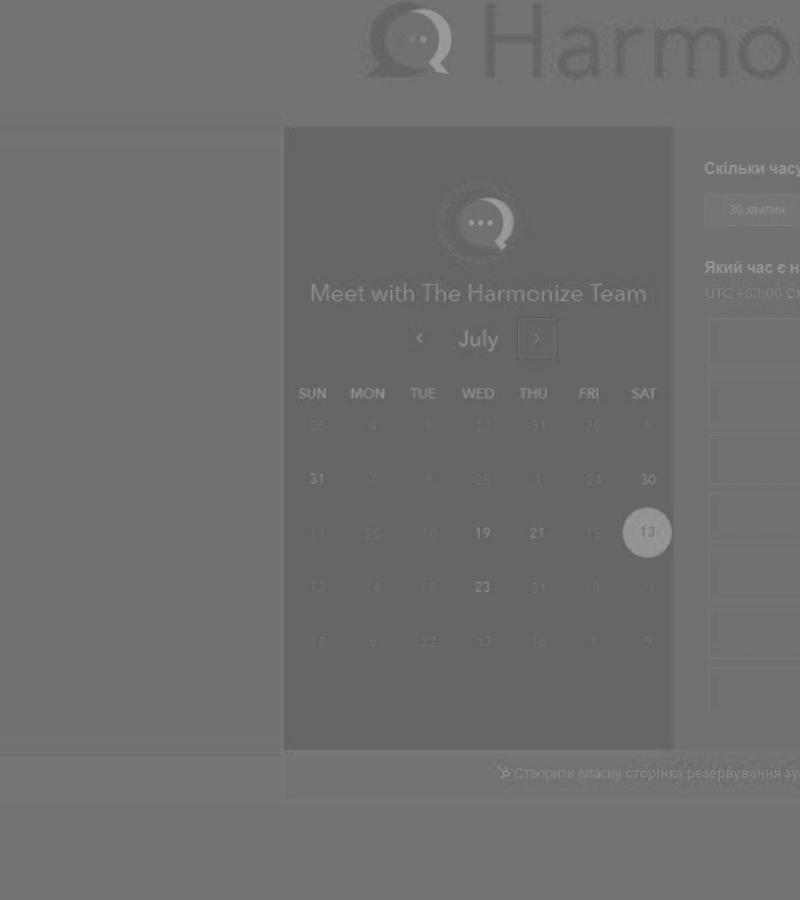 Harmo
Скільки часу
30 хвилин
Який час є н
UTC +03:00 Сх
Meet with The Harmonize Team
July
SUN MON TUE WED THU FRI SAT
28 4 1 22 31 26 6
31 7 9 25 1 24 30
11 25 10 19 21 15 13
12 14 19 23 31 18 21
18 6 22 17 16 1 9
Створити власну сторінка резервування ау